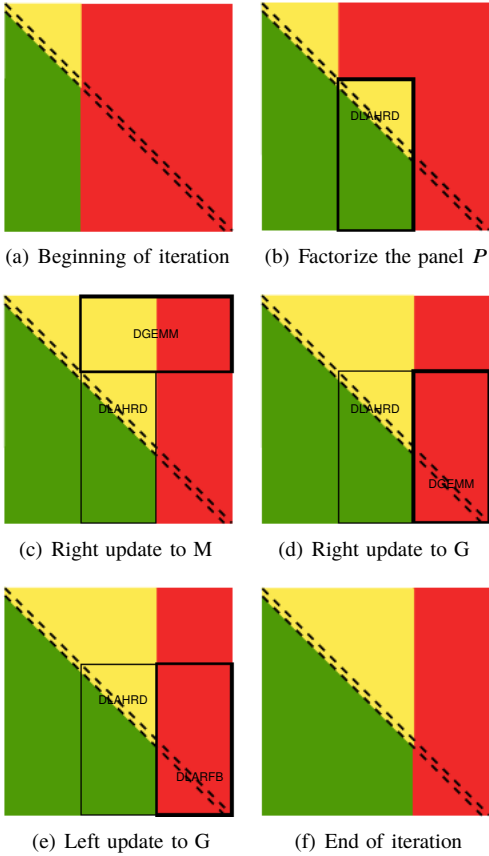 DLAHRD
(a) Beginning of iteration
(b) Factorize the panel P
DGEMM
DLAHRD
DLAHRD
DGEMM
(c) Right update to M
(d) Right update to G
DLAHRD
DLARFB
(e) Left update to G
(f) End of iteration